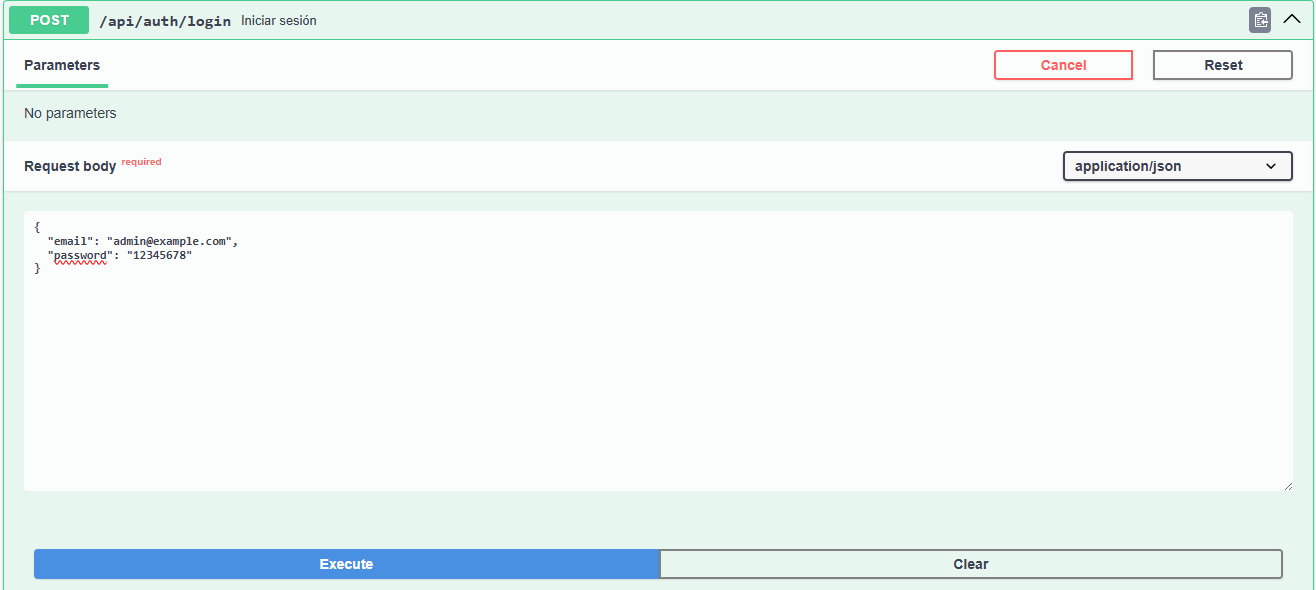 POST /api/auth/login Iniciar sesión
Parameters
Cancel
Reset
No parameters
Request body required
application/json
{
  "email": "admin@example.com",
  "password": "12345678"
}
Execute
Clear